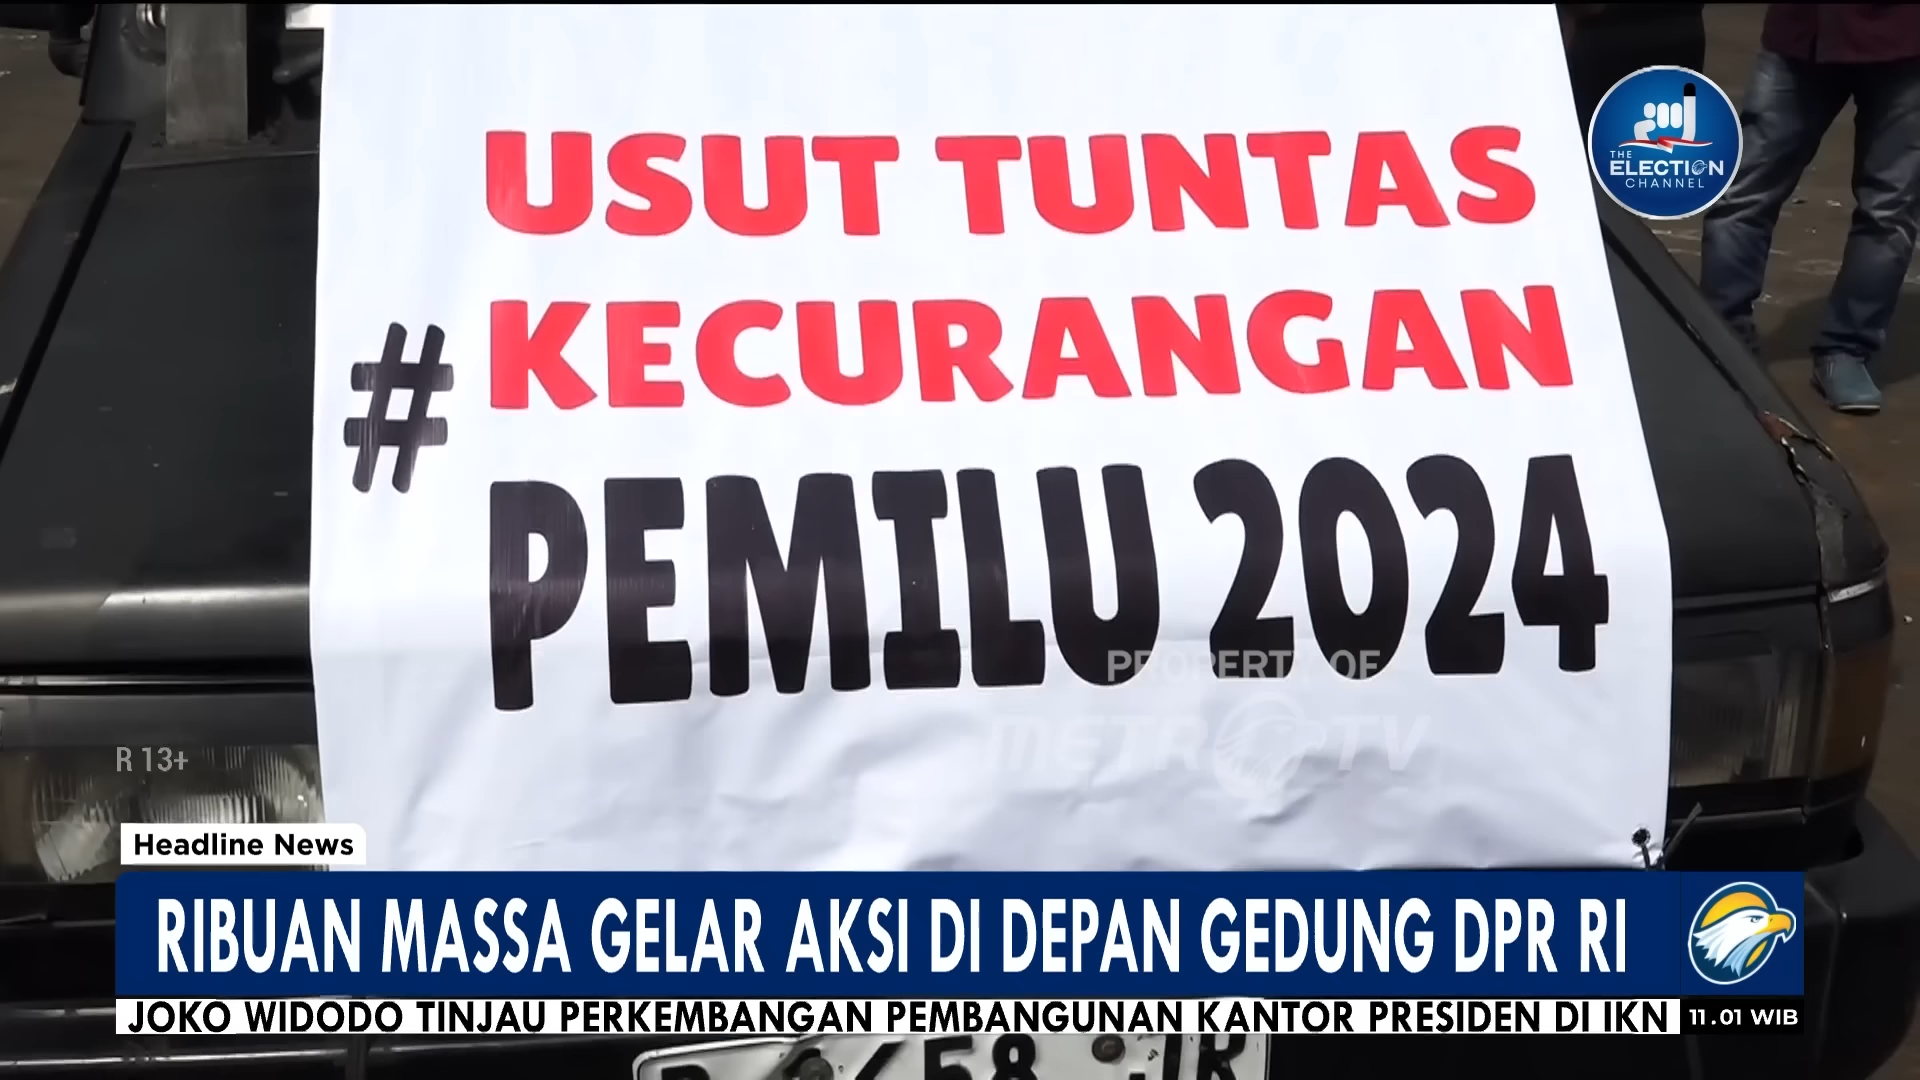 USUT TUNTAS
KECURANGAN
#
PEMILU 2024
THE
ELECTION
CHANNEL
PROPERTY OF
METRO TV
R 13+
Headline News
RIBUAN MASSA GELAR AKSI DI DEPAN GEDUNG DPR RI
JOKO WIDODO TINJAU PERKEMBANGAN PEMBANGUNAN KANTOR PRESIDEN DI IKN
11.01 WIB